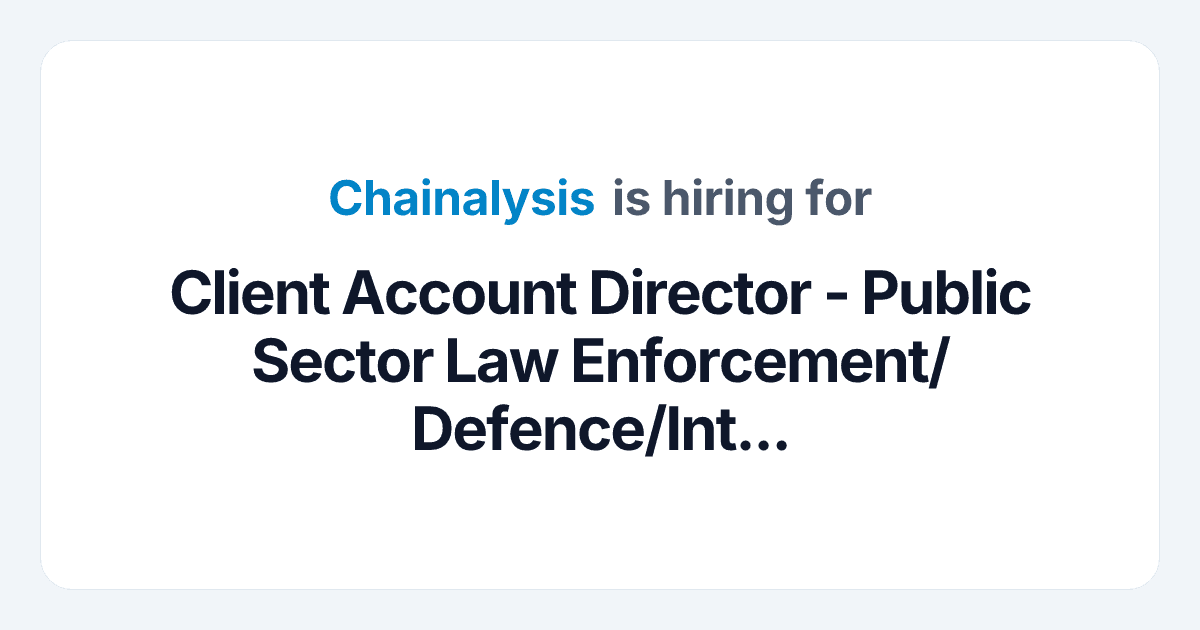 Chainalysis is hiring for
Client Account Director - Public
Sector Law Enforcement/
Defence/Int...